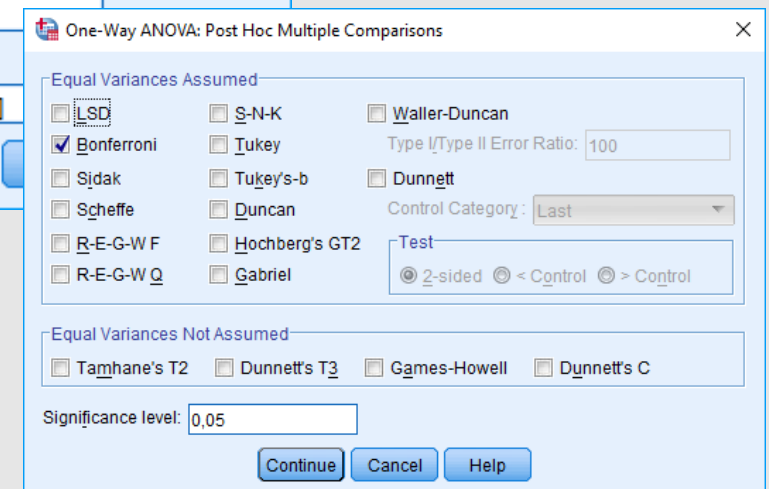 One-Way ANOVA: Post Hoc Multiple Comparisons
Equal Variances Assumed
LSD S-N-K Waller-Duncan
Bonferroni Tukey Type I/Type II Error Ratio: 100
Sidak Tukey's-b Dunnett
Scheffe Duncan Control Category: Last
R-E-G-W F Hochberg's GT2 Test
R-E-G-W Q Gabriel 2-sided < Control > Control
Equal Variances Not Assumed
Tamhane's T2 Dunnett's T3 Games-Howell Dunnett's C
Significance level: 0,05
Continue Cancel Help